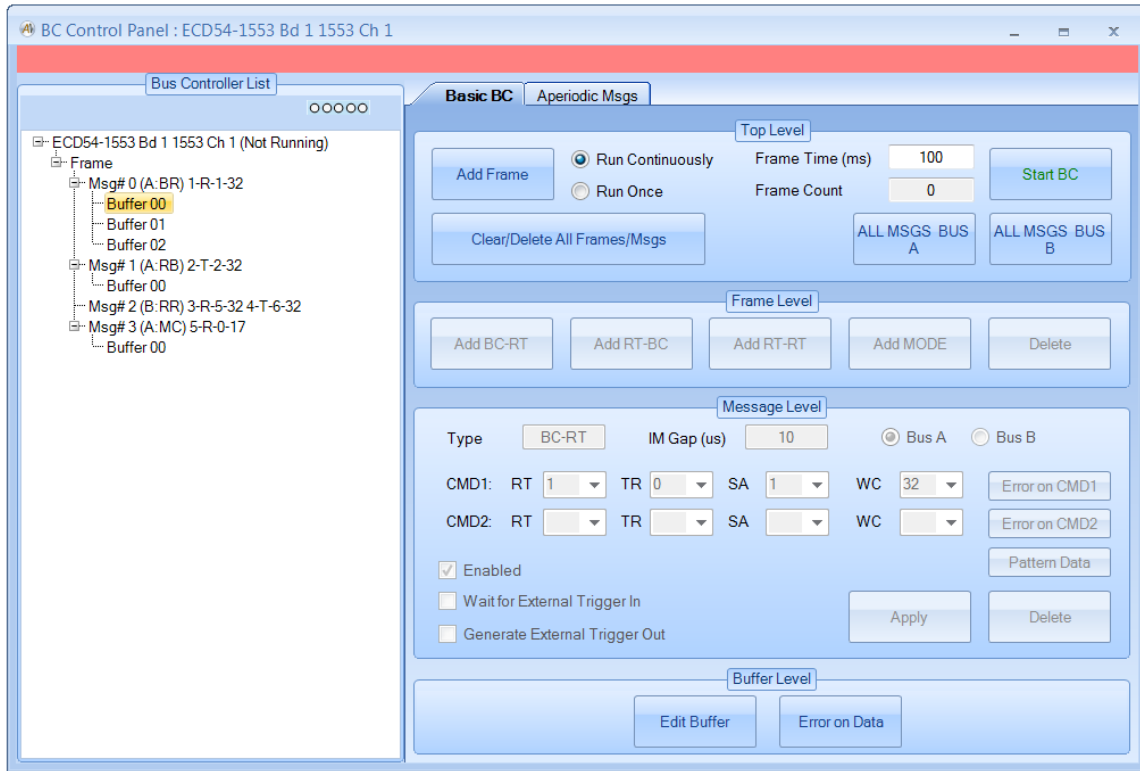 BC Control Panel : ECD54-1553 Bd 1 1553 Ch 1
Bus Controller List
ECD54-1553 Bd 1 1553 Ch 1 (Not Running)
Frame
Msg# 0 (A:BR) 1-R-1-32
Buffer 00
Buffer 01
Buffer 02
Msg# 1 (A:RB) 2-T-2-32
Buffer 00
Msg# 2 (B:RR) 3-R-5-32 4-T-6-32
Msg# 3 (A:MC) 5-R-0-17
Buffer 00
Basic BC Aperiodic Msgs
Top Level
Add Frame Run Continuously Frame Time (ms) 100 Start BC
Run Once Frame Count 0
Clear/Delete All Frames/Msgs ALL MSGS BUS A ALL MSGS BUS B
Frame Level
Add BC-RT Add RT-BC Add RT-RT Add MODE Delete
Message Level
Type BC-RT IM Gap (us) 10 Bus A Bus B
CMD1: RT 1 TR 0 SA 1 WC 32 Error on CMD1
CMD2: RT TR SA WC Error on CMD2
Enabled Pattern Data
Wait for External Trigger In
Generate External Trigger Out Apply Delete
Buffer Level
Edit Buffer Error on Data